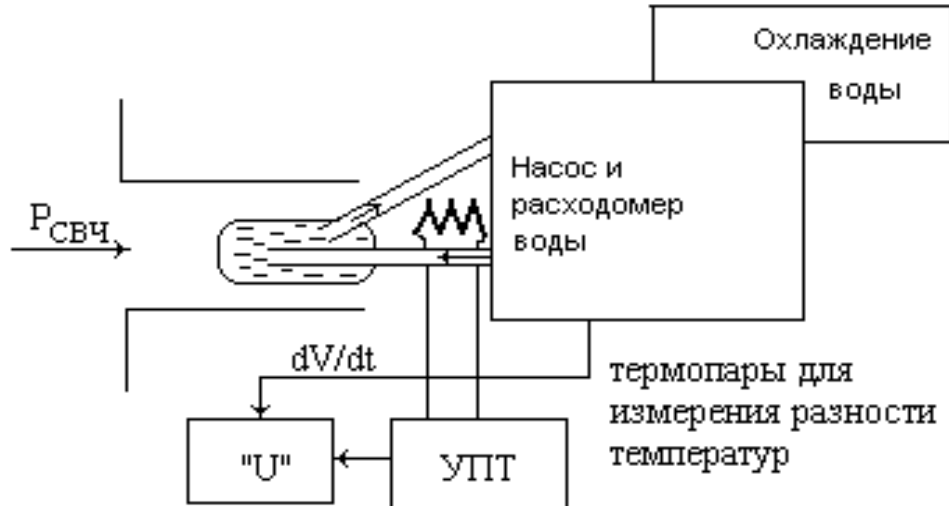 Охлаждение
воды
Насос и
расходомер
воды
PСВЧ
dV/dt
термопары для
измерения разности
температур
"U"
УПТ